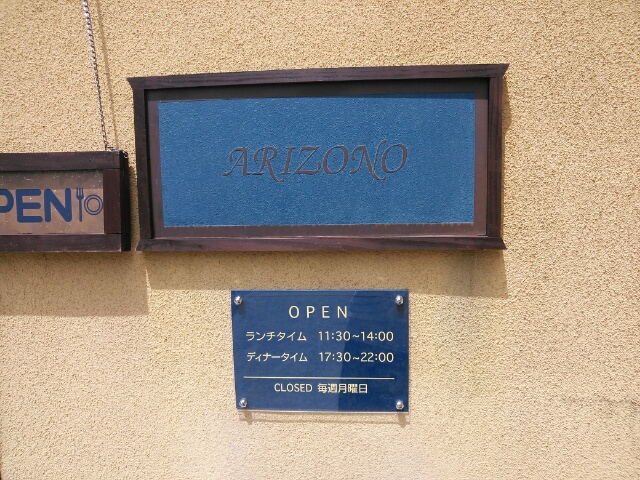 ARIZONO
PEN
OPEN
ランチタイム 11:30~14:00
ディナータイム 17:30~22:00
CLOSED 毎週月曜日